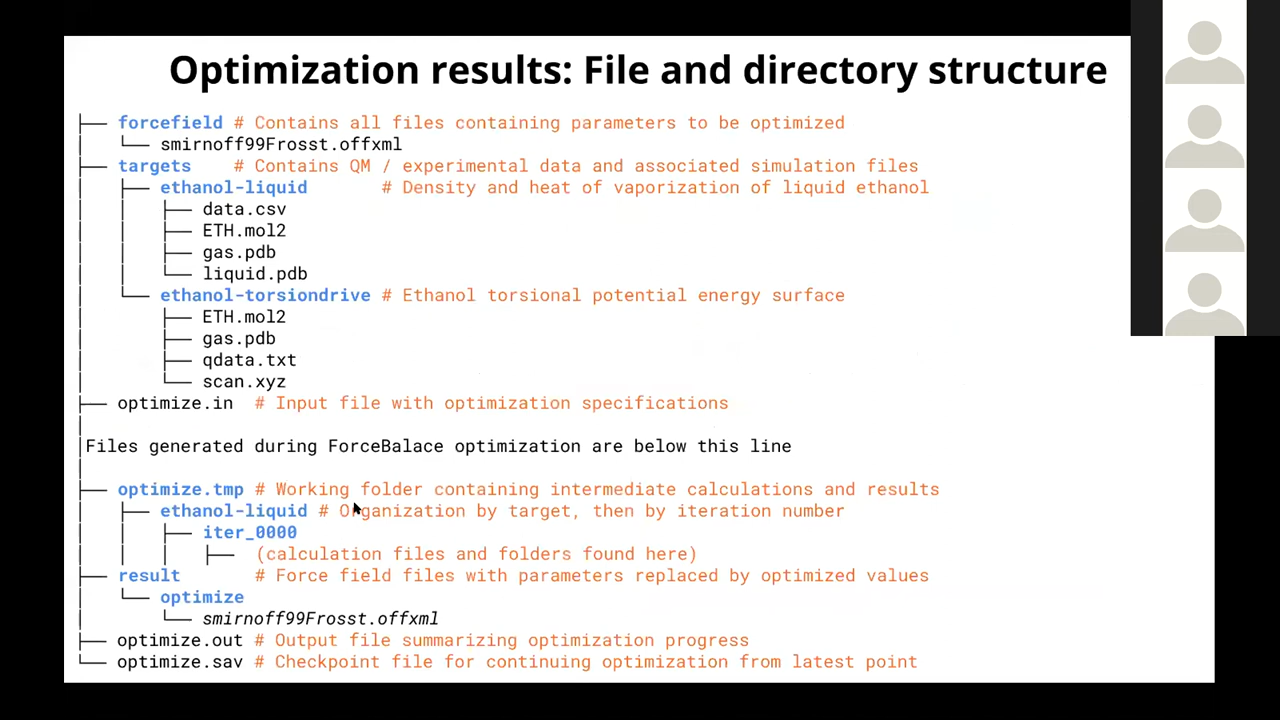 Optimization results: File and directory structure
├── forcefield # Contains all files containing parameters to be optimized
│   └── smirnoff99Frosst.offxml
├── targets    # Contains QM / experimental data and associated simulation files
│   ├── ethanol-liquid       # Density and heat of vaporization of liquid ethanol
│   │   ├── data.csv
│   │   ├── ETH.mol2
│   │   ├── gas.pdb
│   │   └── liquid.pdb
│   └── ethanol-torsiondrive # Ethanol torsional potential energy surface
│       ├── ETH.mol2
│       ├── gas.pdb
│       ├── qdata.txt
│       └── scan.xyz
├── optimize.in  # Input file with optimization specifications
│
│Files generated during ForceBalace optimization are below this line
│
├── optimize.tmp # Working folder containing intermediate calculations and results
│   ├── ethanol-liquid # Organization by target, then by iteration number
│   │   ├── iter_0000
│   │   │   ├──  (calculation files and folders found here)
├── result       # Force field files with parameters replaced by optimized values
│   └── optimize
│       └── smirnoff99Frosst.offxml
├── optimize.out # Output file summarizing optimization progress
└── optimize.sav # Checkpoint file for continuing optimization from latest point